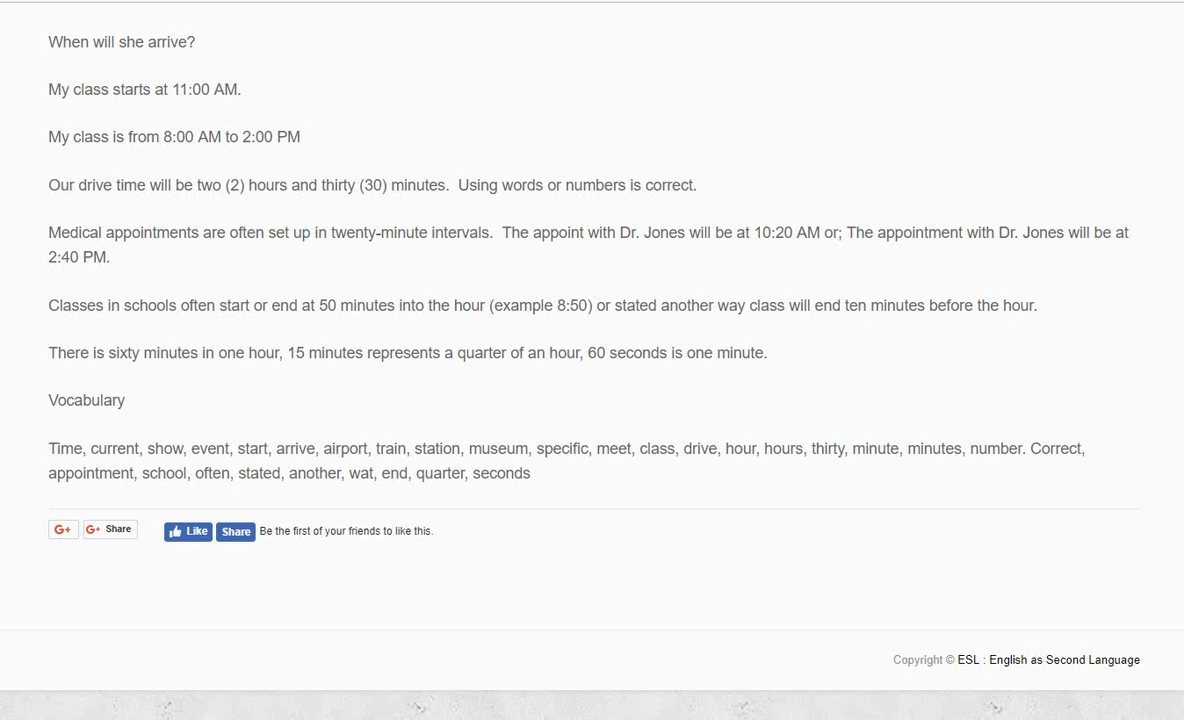 When will she arrive?
My class starts at 11:00 AM.
My class is from 8:00 AM to 2:00 PM
Our drive time will be two (2) hours and thirty (30) minutes.  Using words or numbers is correct.
Medical appointments are often set up in twenty-minute intervals.  The appoint with Dr. Jones will be at 10:20 AM or; The appointment with Dr. Jones will be at
2:40 PM.
Classes in schools often start or end at 50 minutes into the hour (example 8:50) or stated another way class will end ten minutes before the hour.
There is sixty minutes in one hour, 15 minutes represents a quarter of an hour, 60 seconds is one minute.
Vocabulary
Time, current, show, event, start, arrive, airport, train, station, museum, specific, meet, class, drive, hour, hours, thirty, minute, minutes, number. Correct,
appointment, school, often, stated, another, wat, end, quarter, seconds
G+ G+ Share Like Share Be the first of your friends to like this.
Copyright © ESL : English as Second Language